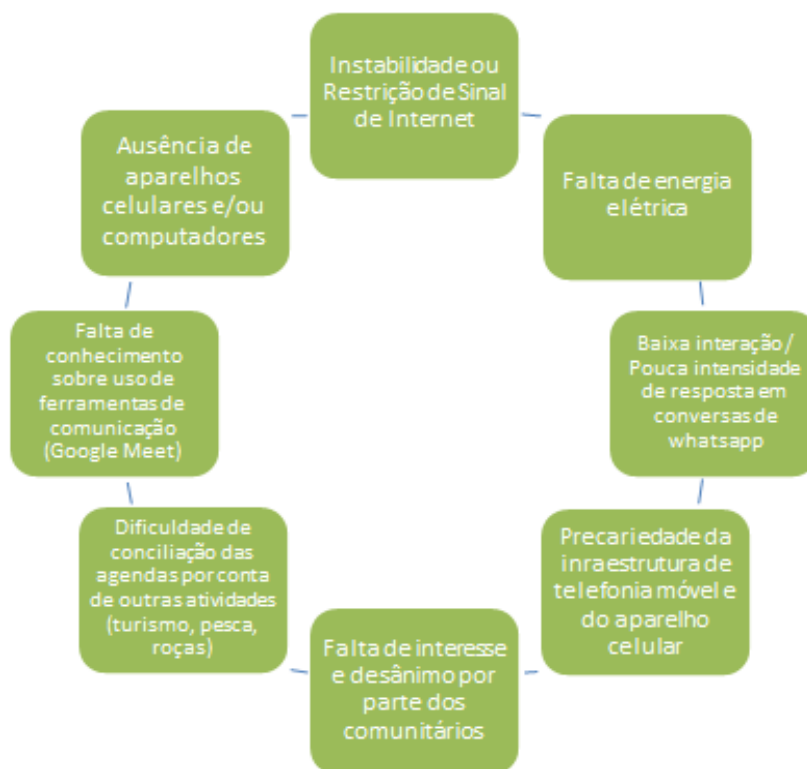 Instabilidade ou
Restrição de Sinal
de Internet
Falta de energia
elétrica
Baixa interação /
Pouca intensidade
de resposta em
conversas de
whatsapp
Precariedade da
inraestrutura de
telefonia móvel e
do aparelho
celular
Falta de interesse
e desânimo por
parte dos
comunitários
Dificuldade de
conciliação das
agendas por conta
de outras atividades
(turismo, pesca,
roças)
Falta de
conhecimento
sobre uso de
ferramentas de
comunicação
(Google Meet)
Ausência de
aparelhos
celulares e/ou
computadores